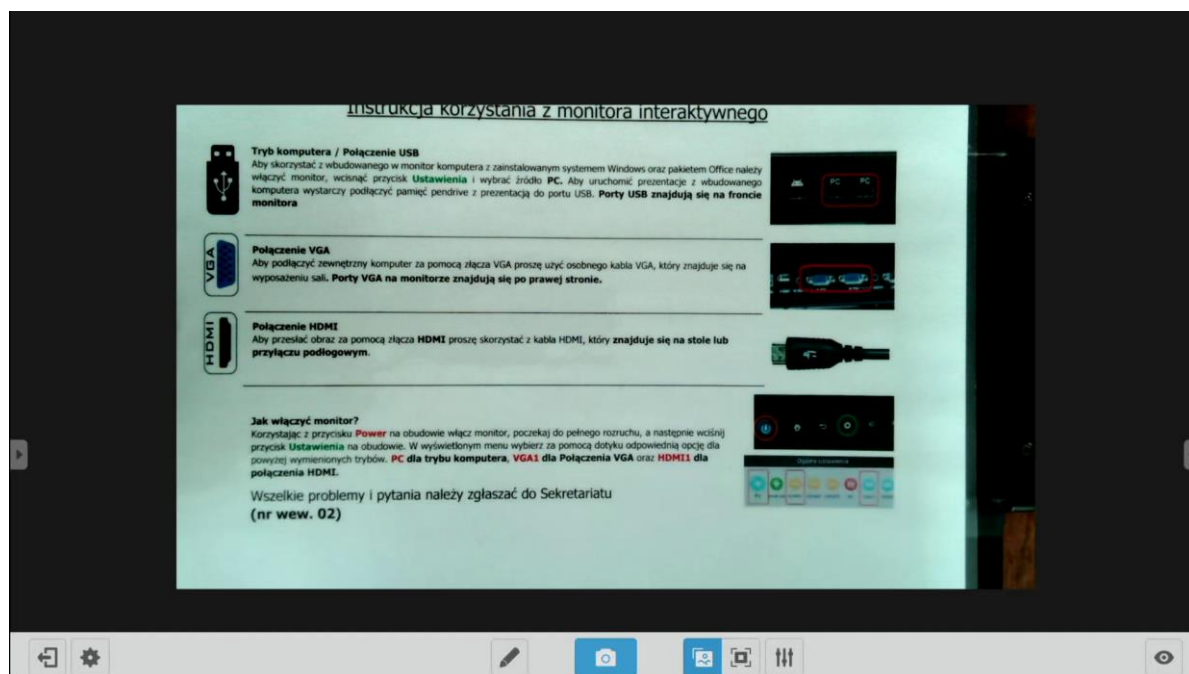 Instrukcja korzystania z monitora interaktywnego
Tryb komputera / Połączenie USB
Aby skorzystać z wbudowanego w monitor komputera z zainstalowanym systemem Windows oraz pakietem Office należy
włączyć monitor, wcisnąć przycisk Ustawienia i wybrać źródło PC. Aby uruchomić prezentacje z wbudowanego
komputera wystarczy podłączyć pamięć pendrive z prezentacją do portu USB. Porty USB znajdują się na froncie
monitora
PC PC
VGA
Połączenie VGA
Aby podłączyć zewnętrzny komputer za pomocą złącza VGA proszę użyć osobnego kabla VGA, który znajduje się na
wyposażeniu sali. Porty VGA na monitorze znajdują się po prawej stronie.
HDMI
Połączenie HDMI
Aby przesłać obraz za pomocą złącza HDMI proszę skorzystać z kabla HDMI, który znajduje się na stole lub
przyłączu podłogowym.
Jak włączyć monitor?
Korzystając z przycisku Power na obudowie włącz monitor, poczekaj do pełnego rozruchu, a następnie wciśnij
przycisk Ustawienia na obudowie. W wyświetlonym menu wybierz za pomocą dotyku odpowiednią opcję dla
powyżej wymienionych trybów. PC dla trybu komputera, VGA1 dla Połączenia VGA oraz HDMI1 dla
połączenia HDMI.
Wszelkie problemy i pytania należy zgłaszać do Sekretariatu
(nr wew. 02)